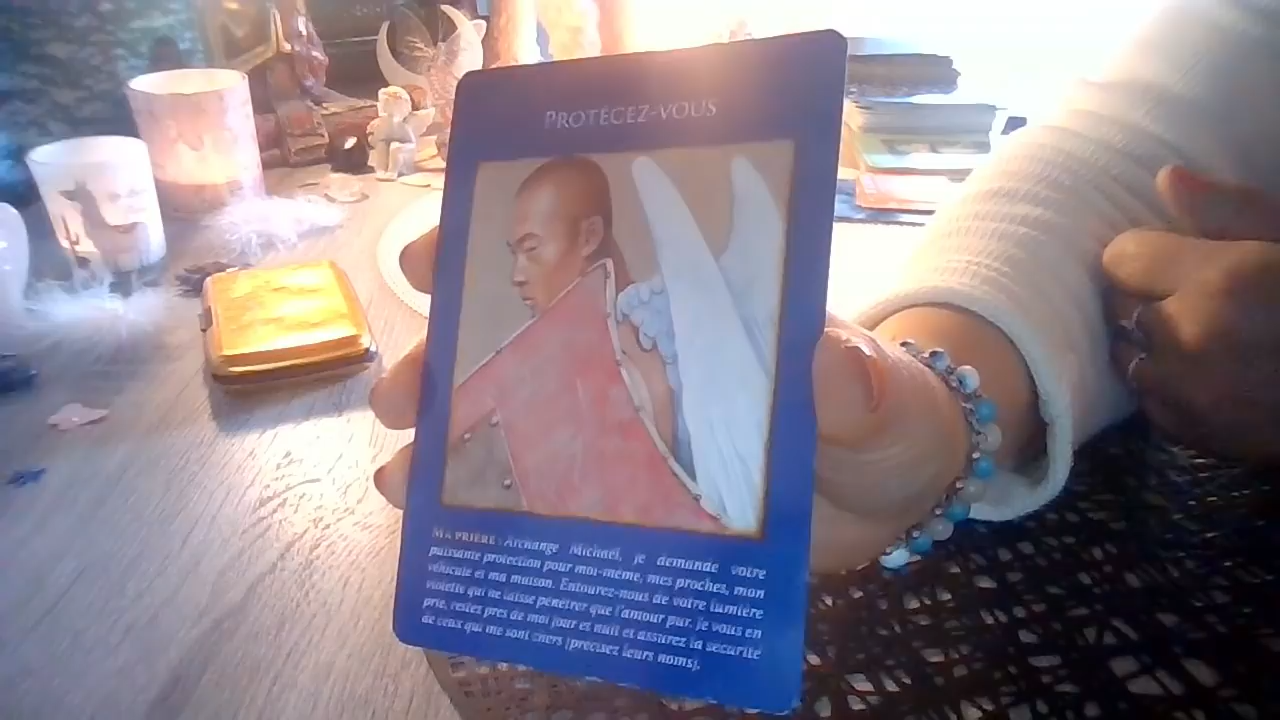 PROTÉGEZ-VOUS
MA PRIÈRE : Archange Michaël, je demande votre
puissante protection pour moi-même, mes proches, mon
véhicule et ma maison. Entourez-nous de votre lumière
violette qui ne laisse pénétrer que l'amour pur. Je vous en
prie, restez près de moi jour et nuit et assurez la sécurité
de ceux qui me sont chers (précisez leurs noms).